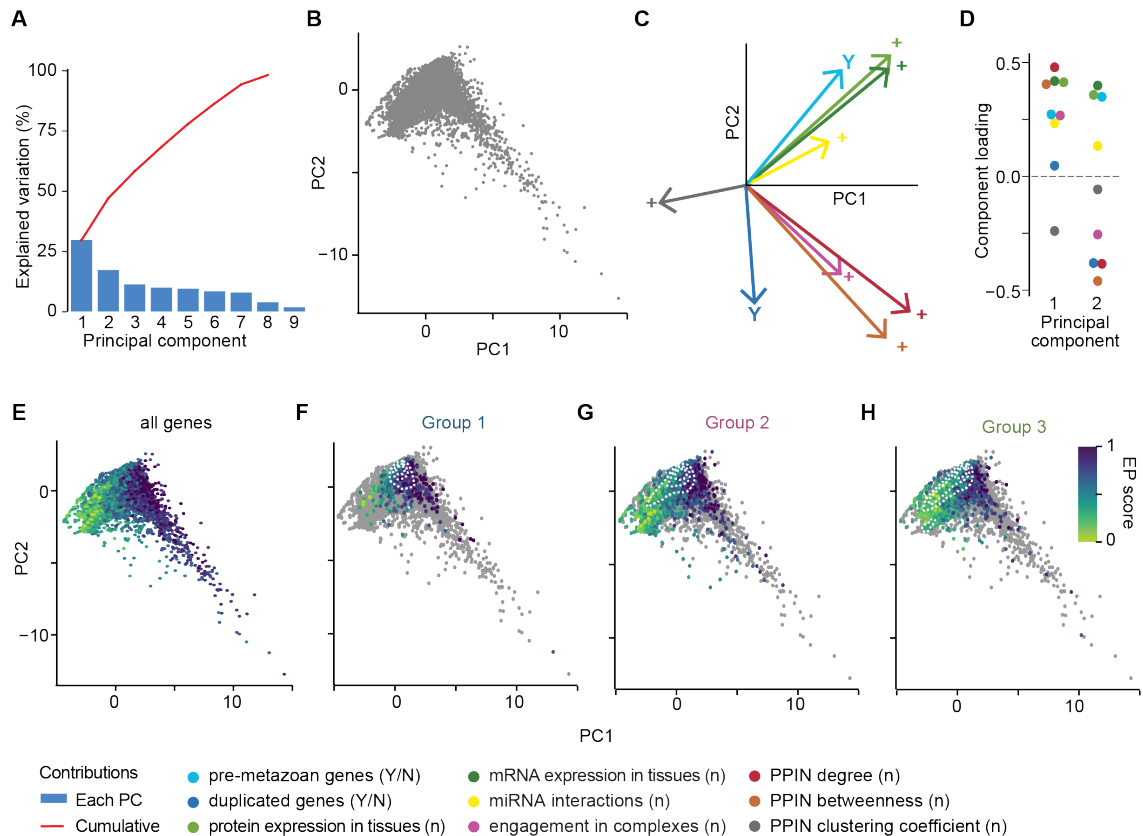 A
100
75
50
25
0
Explained variation (%)
1 2 3 4 5 6 7 8 9
Principal component
B
0
−10
PC2
0 10
PC1
C
PC2
PC1
Y
+
+
+
+
+
+
+
Y
D
0.5
0.0
−0.5
Component loading
1 2
Principal
component
E
all genes
0
−10
PC2
0 10
F
Group 1
0 10
G
Group 2
0 10
H
Group 3
0 10
1
0
EP score
PC1
Contributions
Each PC
Cumulative
pre-metazoan genes (Y/N)
duplicated genes (Y/N)
protein expression in tissues (n)
mRNA expression in tissues (n)
miRNA interactions (n)
engagement in complexes (n)
PPIN degree (n)
PPIN betweenness (n)
PPIN clustering coefficient (n)